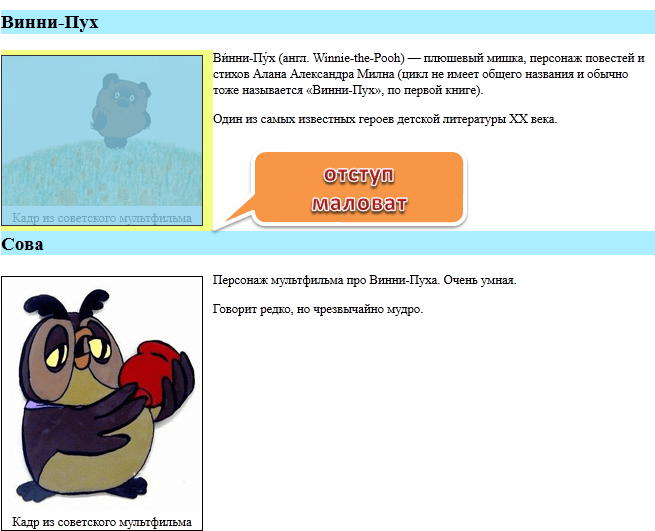 Винни-Пух
Ви́нни-Пу́х (англ. Winnie-the-Pooh) — плюшевый мишка, персонаж повестей и
стихов Алана Александра Милна (цикл не имеет общего названия и обычно
тоже называется «Винни-Пух», по первой книге).
Один из самых известных героев детской литературы XX века.
отступ
маловат
Кадр из советского мультфильма
Сова
Персонаж мультфильма про Винни-Пуха. Очень умная.
Говорит редко, но чрезвычайно мудро.
Кадр из советского мультфильма